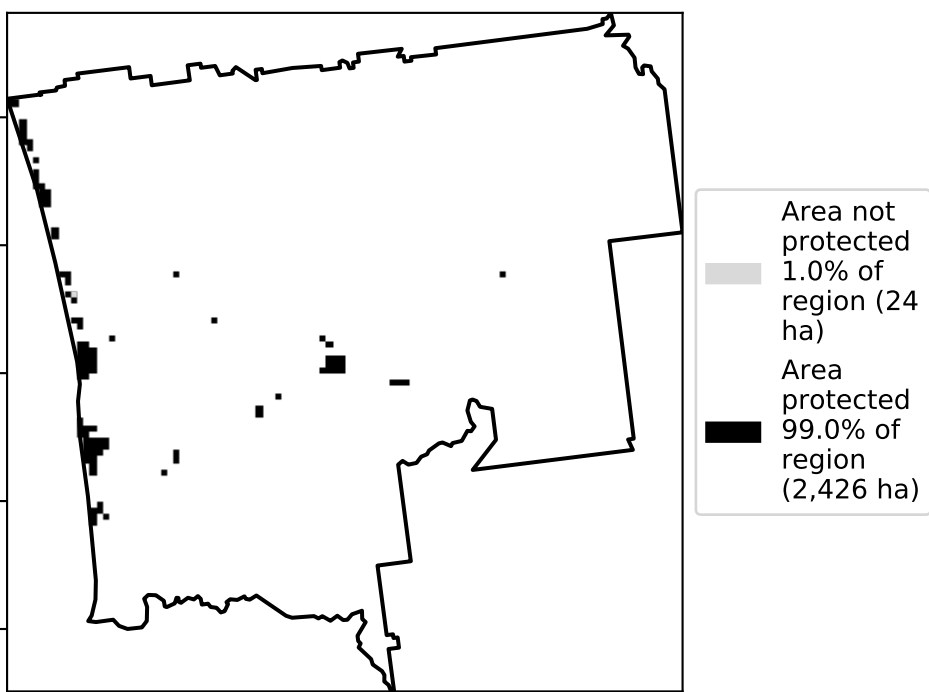 Area not
protected
1.0% of
region (24
ha)
Area
protected
99.0% of
region
(2,426 ha)